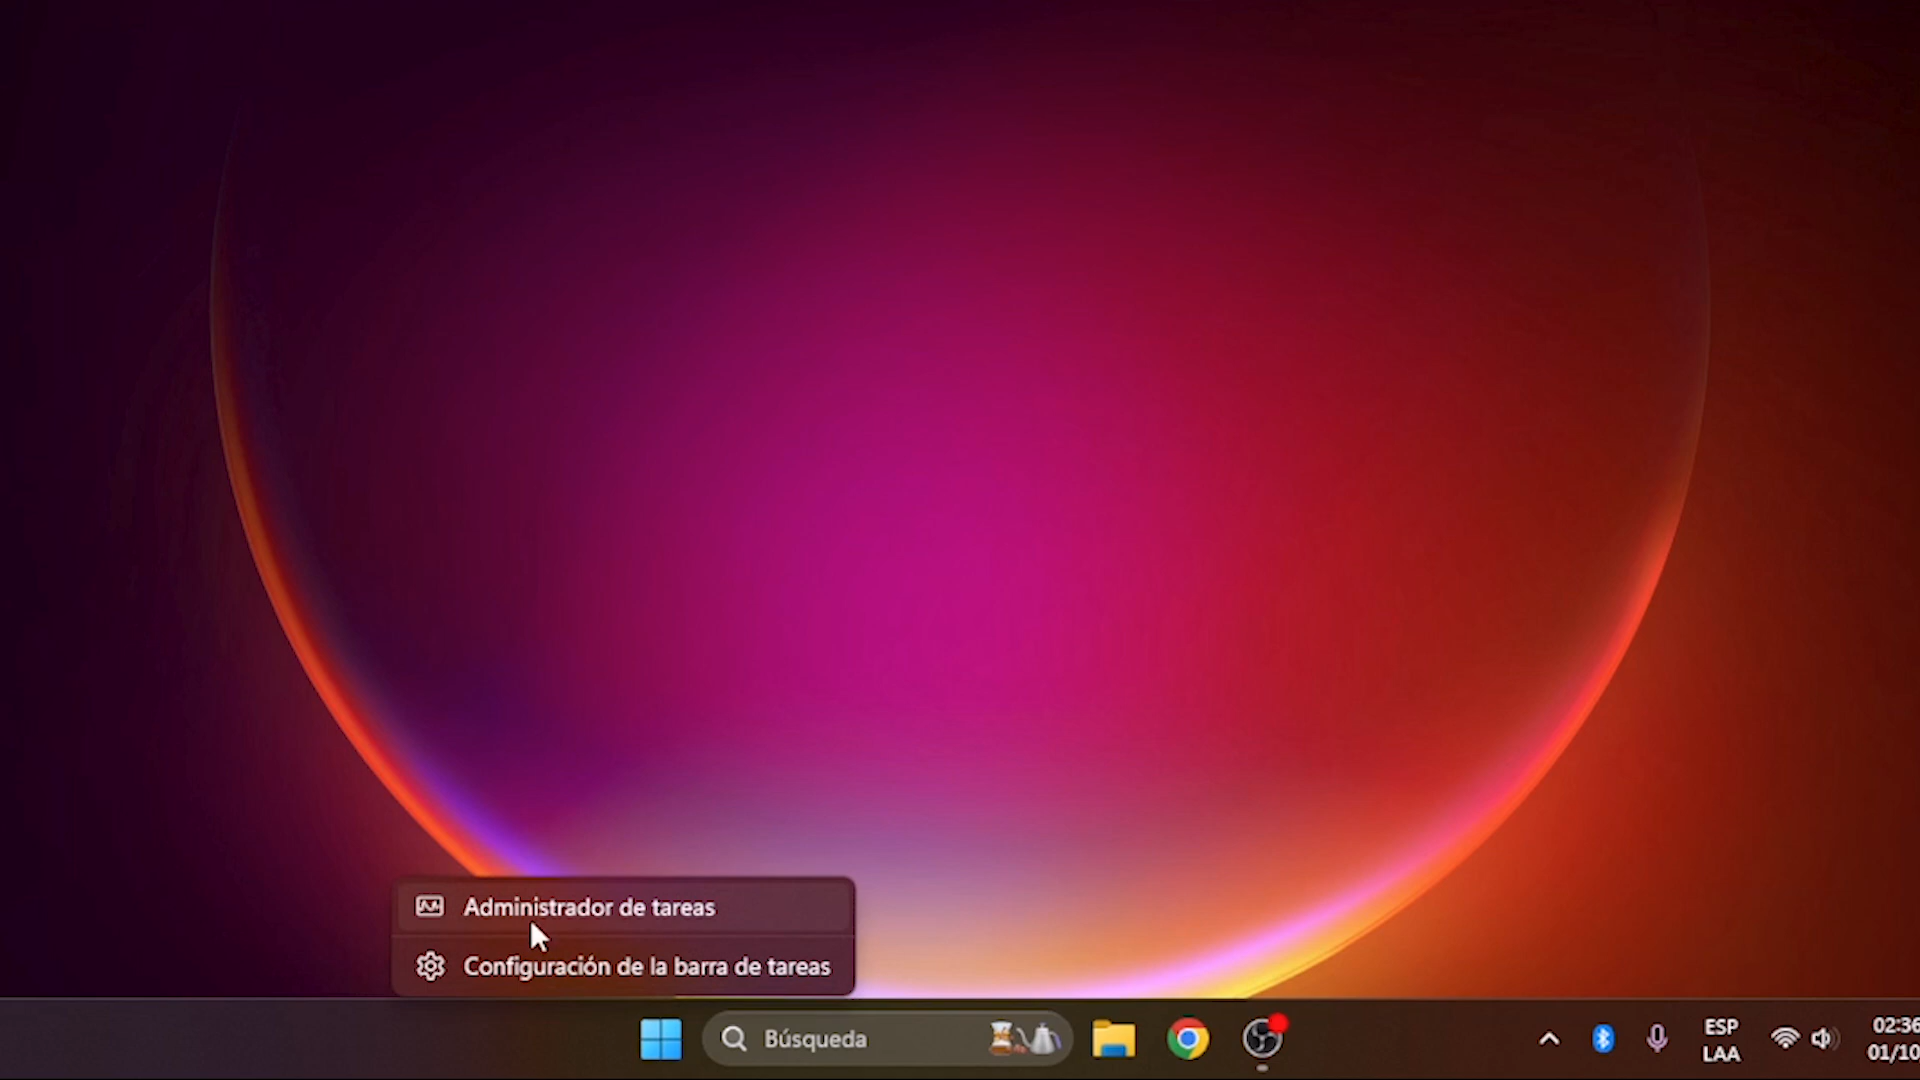 Administrador de tareas
Configuración de la barra de tareas
Búsqueda
ESP
LAA
02:36
01/10